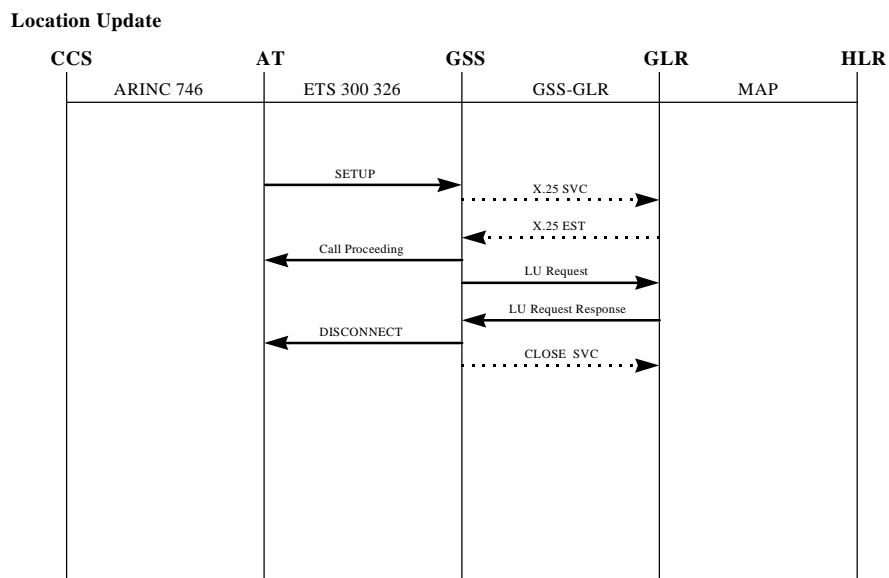 Location Update
CCS AT GSS GLR HLR
ARINC 746 ETS 300 326 GSS-GLR MAP
SETUP
X.25 SVC
X.25 EST
Call Proceeding
LU Request
LU Request Response
DISCONNECT
CLOSE SVC